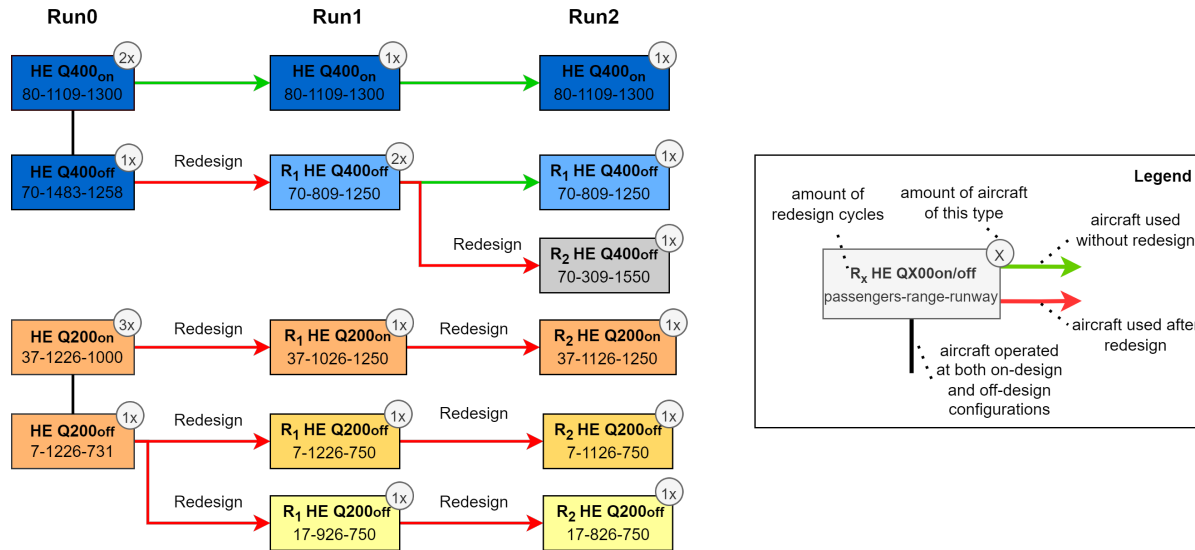 Run0
Run1
Run2
2x
HE Q400on
80-1109-1300
1x
HE Q400on
80-1109-1300
1x
HE Q400on
80-1109-1300
1x
HE Q400off
70-1483-1258
Redesign
2x
R1 HE Q400off
70-809-1250
1x
R1 HE Q400off
70-809-1250
Redesign
1x
R2 HE Q400off
70-309-1550
3x
HE Q200on
37-1226-1000
Redesign
1x
R1 HE Q200on
37-1026-1250
Redesign
1x
R2 HE Q200on
37-1126-1250
1x
HE Q200off
7-1226-731
Redesign
1x
R1 HE Q200off
7-1226-750
Redesign
1x
R2 HE Q200off
7-1126-750
Redesign
1x
R1 HE Q200off
17-926-750
Redesign
1x
R2 HE Q200off
17-826-750
Legend
amount of
redesign cycles
amount of aircraft
of this type
aircraft used
without redesign
X
Rx HE QX00on/off
passengers-range-runway
aircraft used after
redesign
aircraft operated
at both on-design
and off-design
configurations